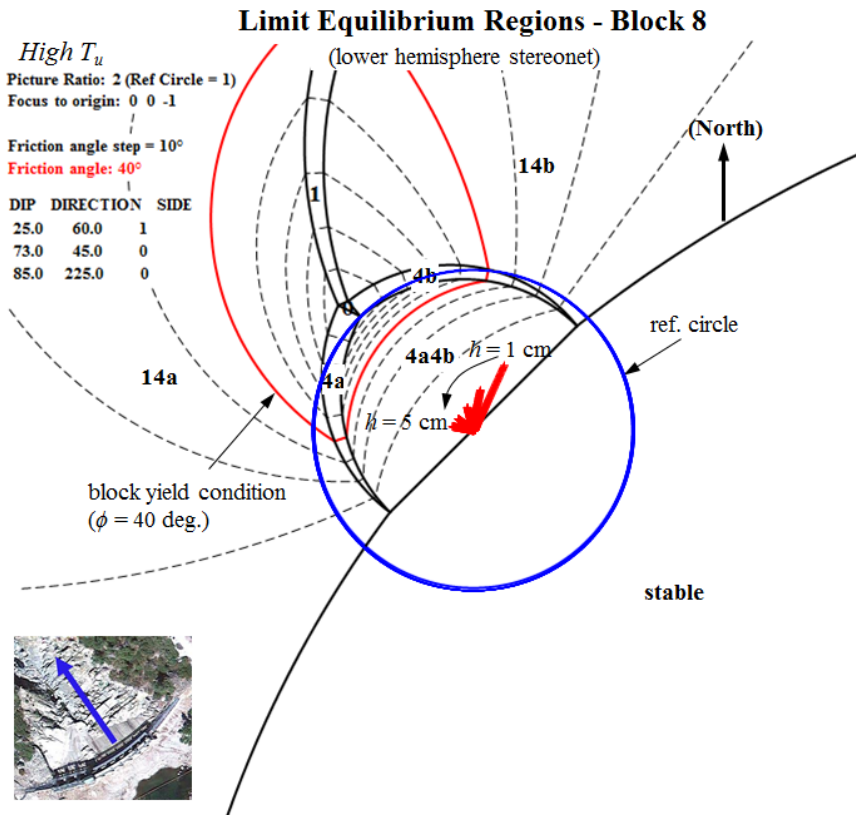 Limit Equilibrium Regions - Block 8
(lower hemisphere stereonet)
High Tu
Picture Ratio: 2 (Ref Circle = 1)
Focus to origin: 0 0 -1
Friction angle step = 10°
Friction angle: 40°
DIP DIRECTION SIDE
25.0 60.0 1
73.0 45.0 0
85.0 225.0 0
(North)
14b
1
4b
0
ref. circle
4a4b
h = 1 cm
14a
4a
h = 5 cm
block yield condition
(ϕ = 40 deg.)
stable